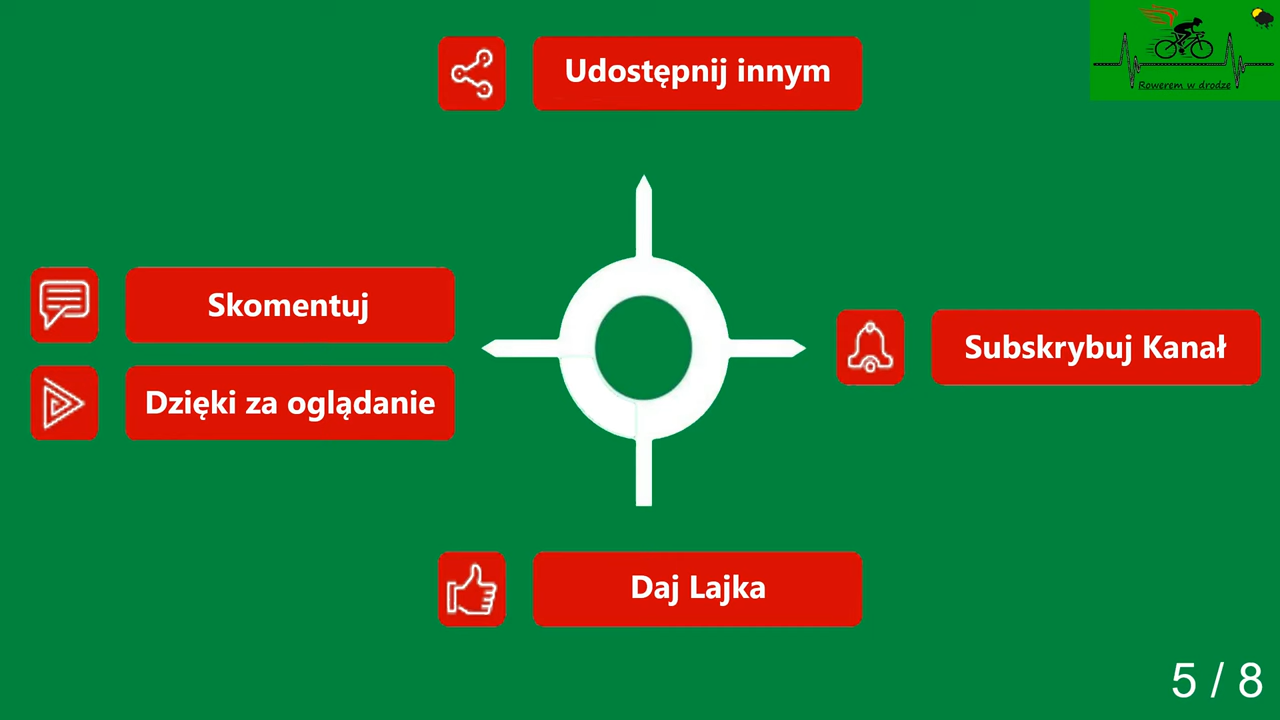 Udostępnij innym
Rowerem w drodze
Skomentuj
Dzięki za oglądanie
Subskrybuj Kanał
Daj Lajka
5 / 8